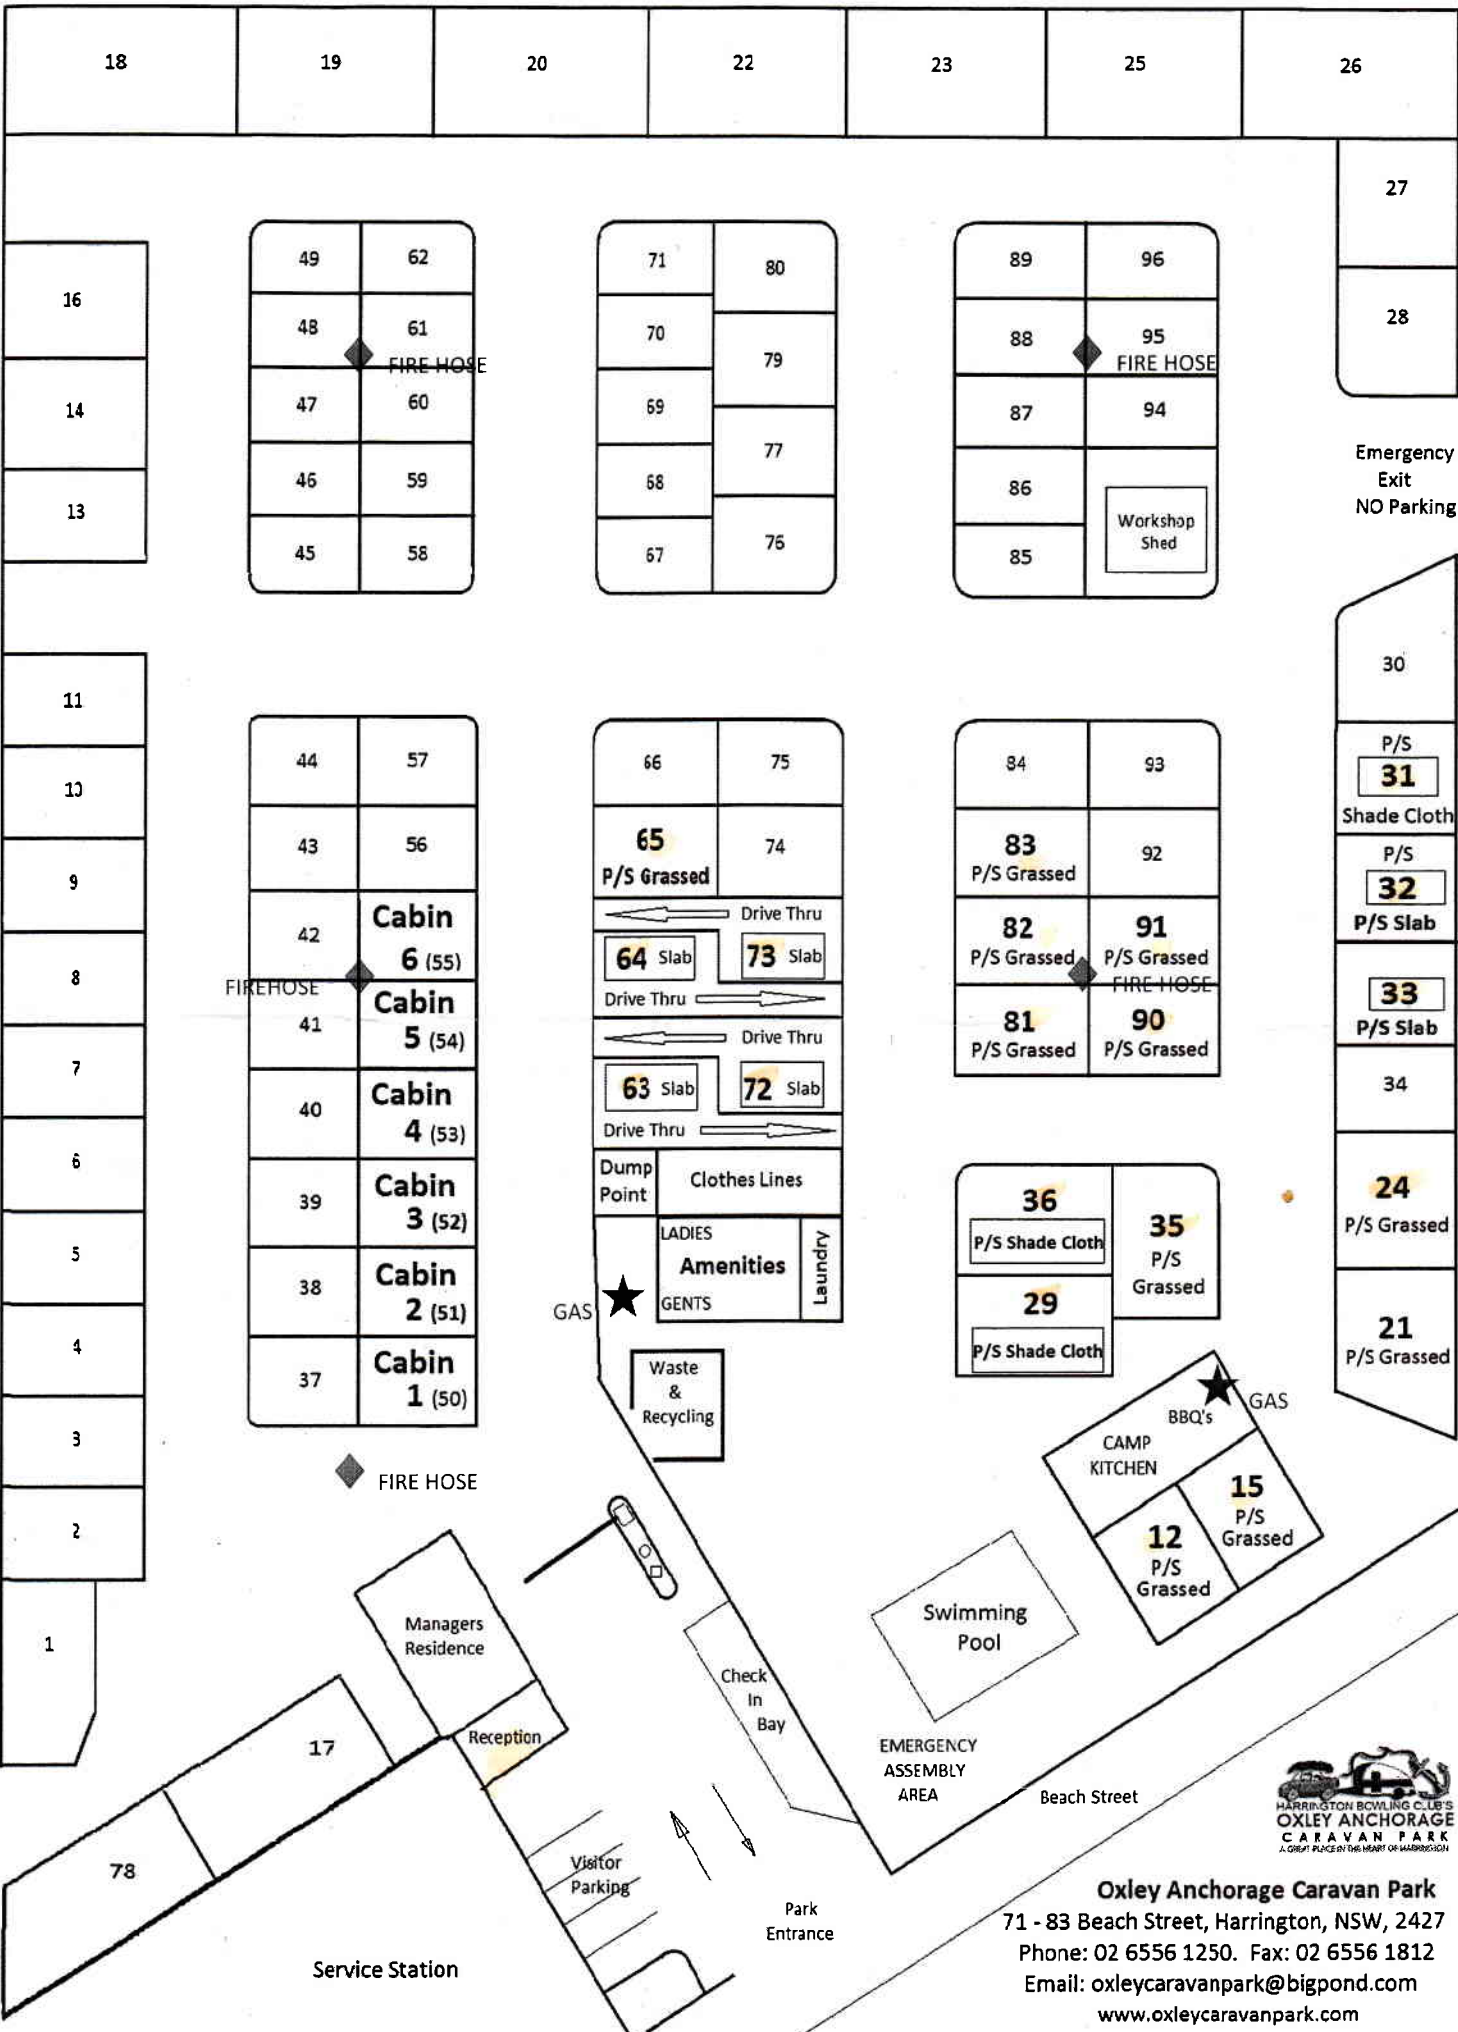 18
19
20
22
23
25
26
27
28
16
14
13
49
62
48
61
FIRE HOSE
47
60
46
59
45
58
71
80
70
79
69
77
68
76
67
89
96
88
95
FIRE HOSE
87
94
86
Workshop
Shed
85
Emergency
Exit
NO Parking
30
P/S
31
Shade Cloth
P/S
32
P/S Slab
33
P/S Slab
34
24
P/S Grassed
21
P/S Grassed
11
10
9
8
7
6
5
4
3
2
1
44
57
43
56
42
Cabin
6 (55)
FIREHOSE
41
Cabin
5 (54)
40
Cabin
4 (53)
39
Cabin
3 (52)
38
Cabin
2 (51)
37
Cabin
1 (50)
FIRE HOSE
66
75
65
P/S Grassed
74
Drive Thru
64 Slab
73 Slab
Drive Thru
Drive Thru
63 Slab
72 Slab
Drive Thru
Dump
Point
Clothes Lines
LADIES
Amenities
GENTS
Laundry
GAS
Waste
&
Recycling
84
93
83
P/S Grassed
92
82
P/S Grassed
91
P/S Grassed
FIRE HOSE
81
P/S Grassed
90
P/S Grassed
36
P/S Shade Cloth
35
P/S
Grassed
29
P/S Shade Cloth
GAS
BBQ's
CAMP
KITCHEN
15
P/S
Grassed
12
P/S
Grassed
Swimming
Pool
Managers
Residence
Reception
Check
In
Bay
17
78
EMERGENCY
ASSEMBLY
AREA
Beach Street
Visitor
Parking
Park
Entrance
Service Station
HARRINGTON BOWLING CLUB'S
OXLEY ANCHORAGE
CARAVAN PARK
A GREAT PLACE IN THE HEART OF HARRINGTON
Oxley Anchorage Caravan Park
71 - 83 Beach Street, Harrington, NSW, 2427
Phone: 02 6556 1250. Fax: 02 6556 1812
Email: oxleycaravanpark@bigpond.com
www.oxleycaravanpark.com